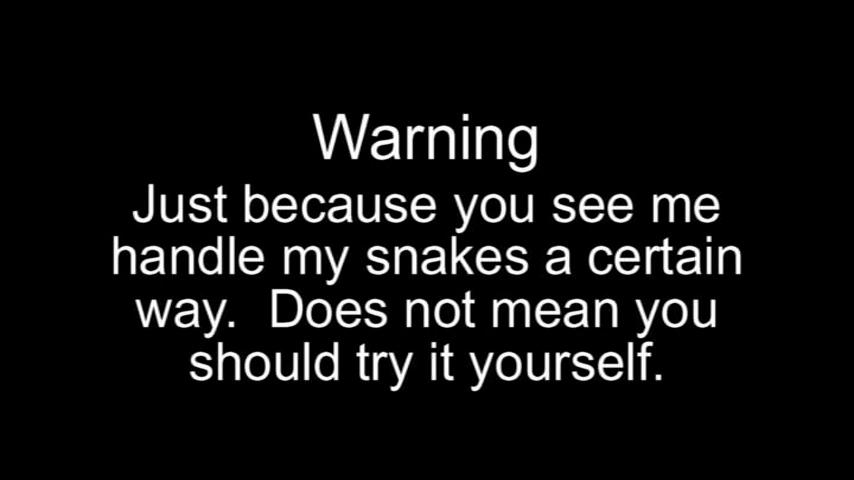 Warning
Just because you see me
handle my snakes a certain
way.  Does not mean you
should try it yourself.